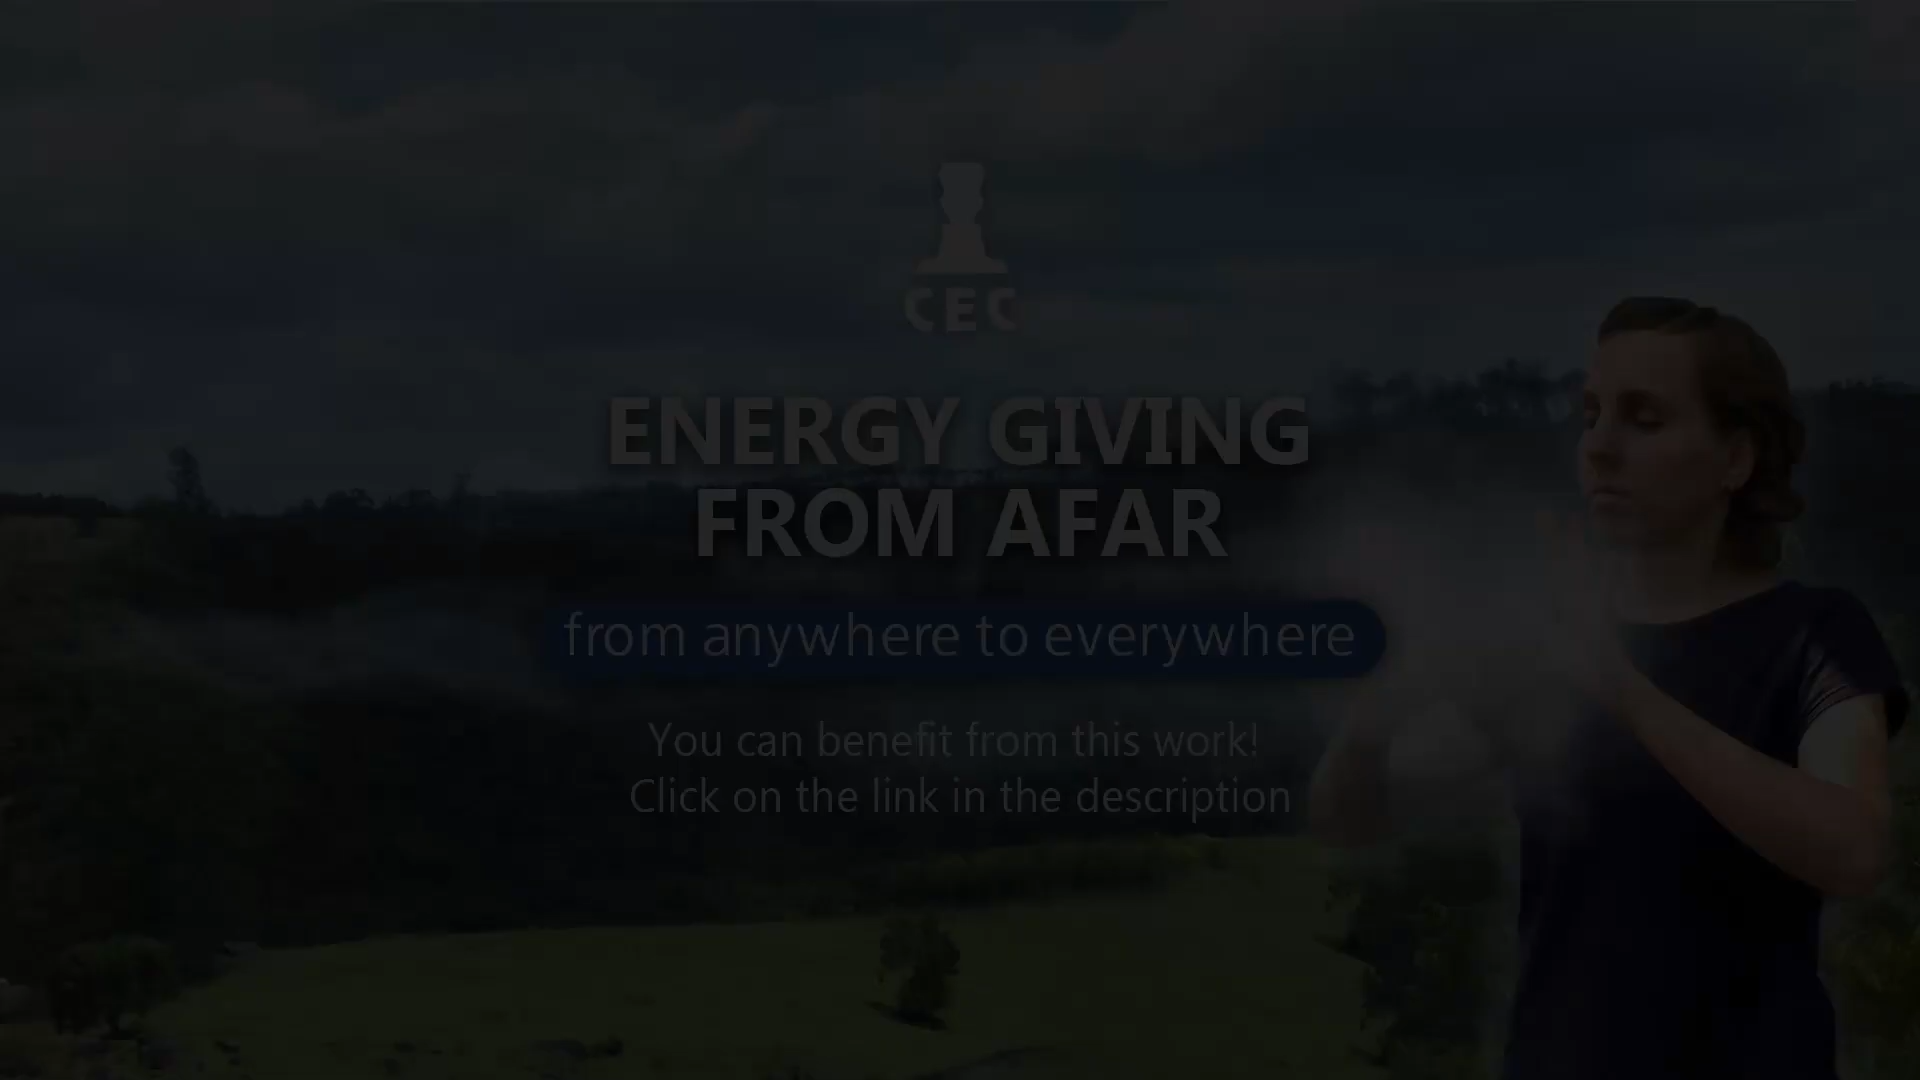 CEC
ENERGY GIVING
FROM AFAR
from anywhere to everywhere
You can benefit from this work!
Click on the link in the description